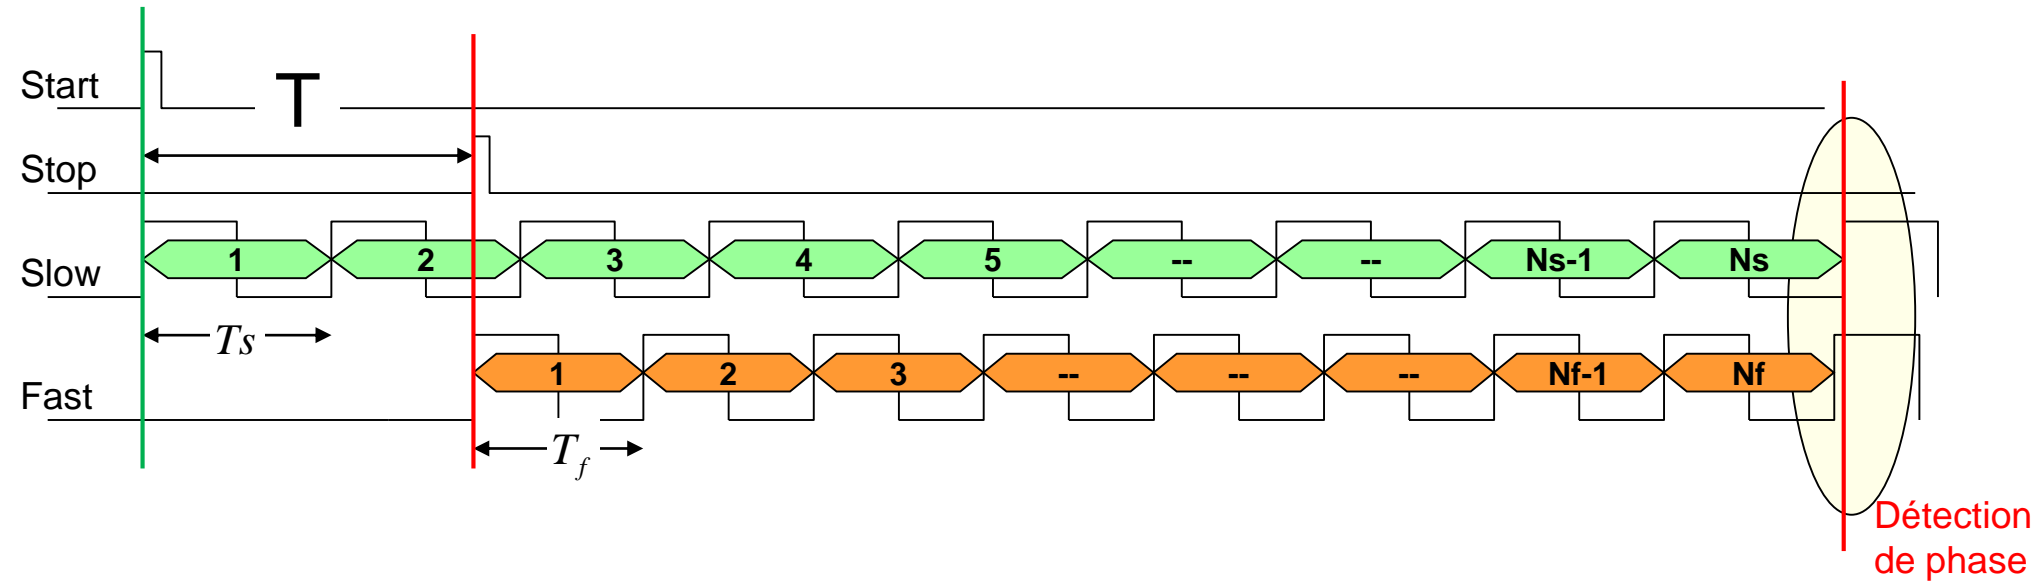 Start
T
Stop
Slow
1 2 3 4 5 -- -- Ns-1 Ns
Ts
Fast
1 2 3 -- -- -- Nf-1 Nf
Tf
Détection
de phase